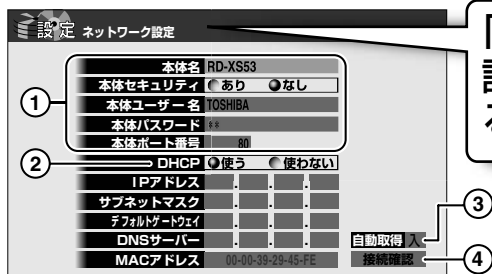 設定 ネットワーク設定
本体名 RD-XS53
本体セキュリティ あり なし
本体ユーザー名 TOSHIBA
本体パスワード **
本体ポート番号 80
① 
② DHCP 使う 使わない
IPアドレス . . .
サブネットマスク . . .
デフォルトゲートウェイ . . .
DNSサーバー . . .
自動取得 入 ③
MACアドレス 00-00-39-29-45-FE
接続確認 ④